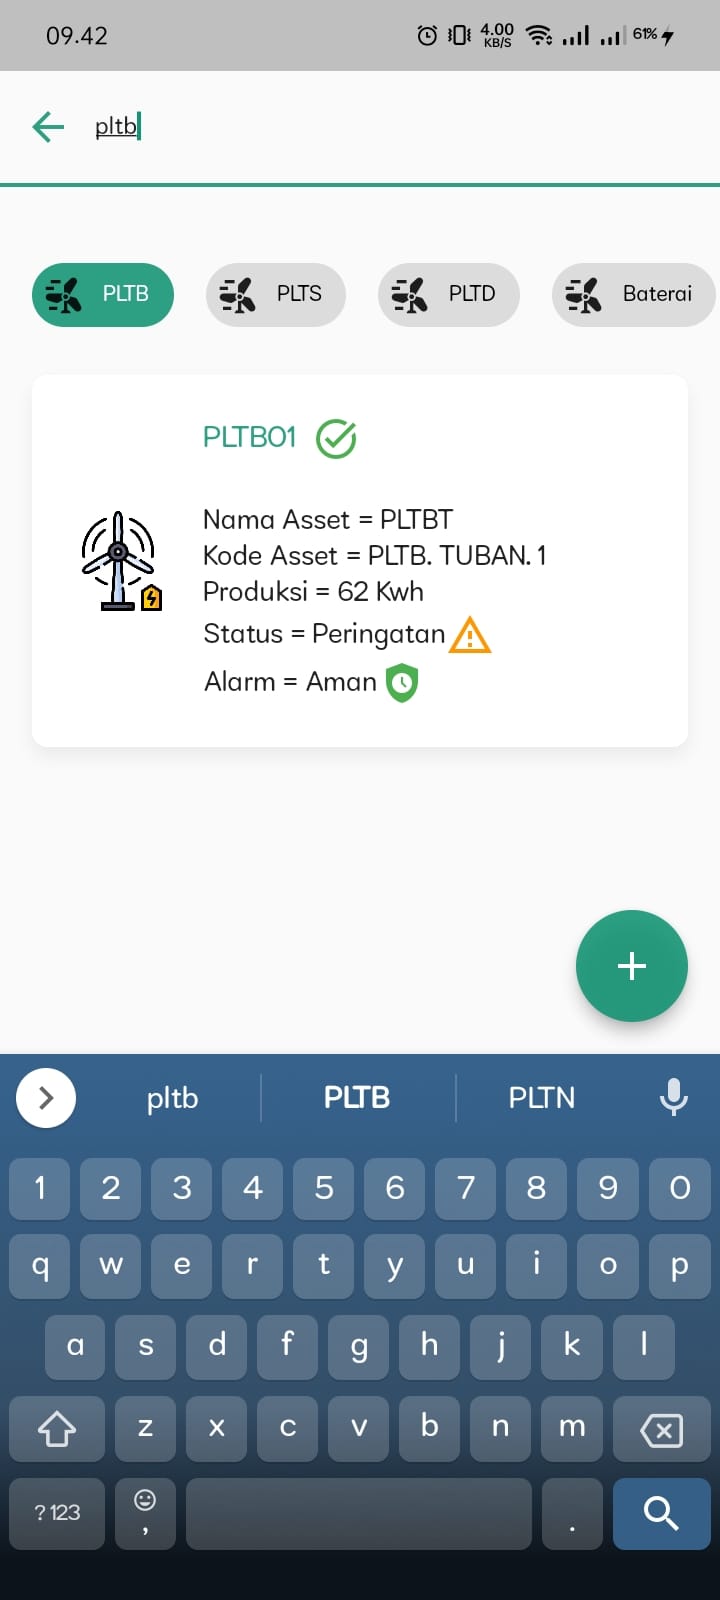 09.42
4.00
KB/S
61%
pltb
PLTB PLTS PLTD Baterai
PLTB01
Nama Asset = PLTBT
Kode Asset = PLTB. TUBAN. 1
Produksi = 62 Kwh
Status = Peringatan
Alarm = Aman
+
pltb PLTB PLTN
1 2 3 4 5 6 7 8 9 0
q w e r t y u i o p
a s d f g h j k l
z x c v b n m
?123 , .